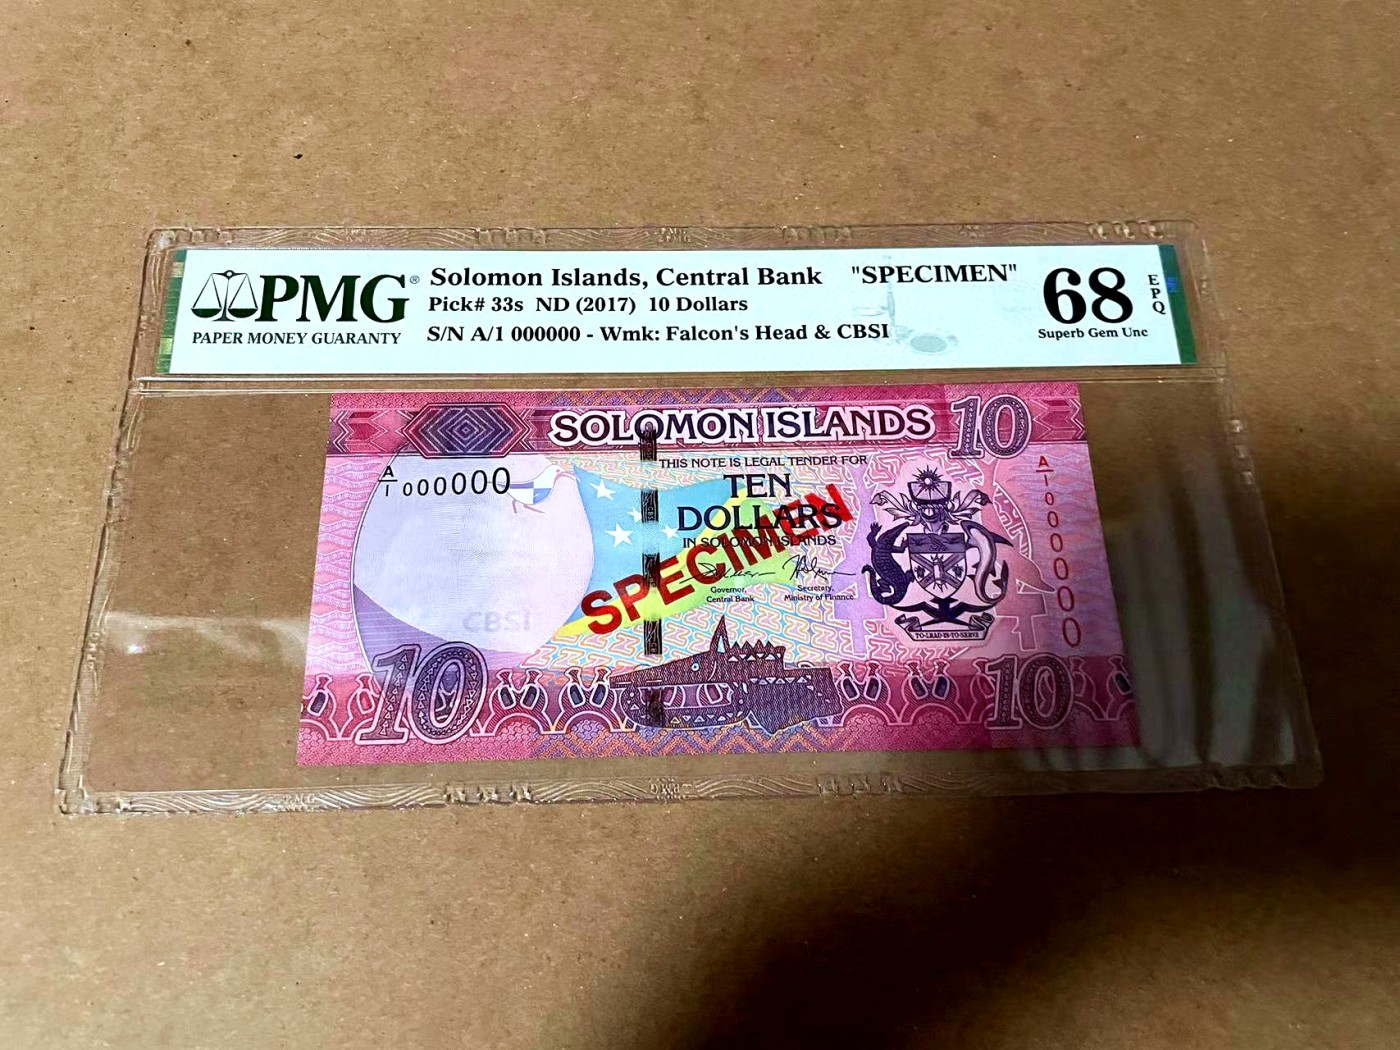 PMG®
PAPER MONEY GUARANTY
Solomon Islands, Central Bank "SPECIMEN"
Pick# 33s ND (2017) 10 Dollars
S/N A/1 000000 - Wmk: Falcon's Head & CBSI
68
Superb Gem Unc
EPQ
SOLOMON ISLANDS
10
A/1 000000
THIS NOTE IS LEGAL TENDER FOR
TEN
DOLLARS
IN SOLOMON ISLANDS
SPECIMEN
Governor,
Central Bank
Secretary,
Ministry of Finance
A/1 000000
CBSI
CBSI
TO LEAD IS TO SERVE
10
10
PMG
PMG